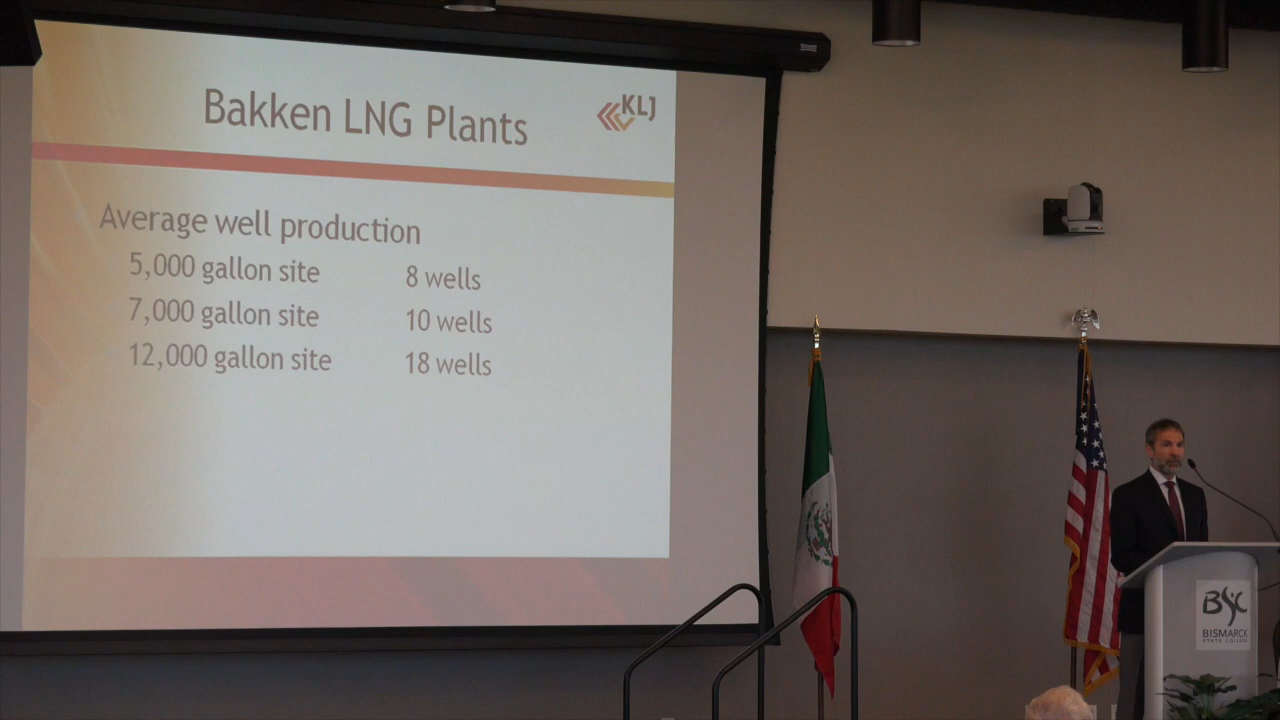 Bakken LNG Plants
KLJ
Average well production
5,000 gallon site 8 wells
7,000 gallon site 10 wells
12,000 gallon site 18 wells
BSC
BISMARCK
STATE COLLEGE